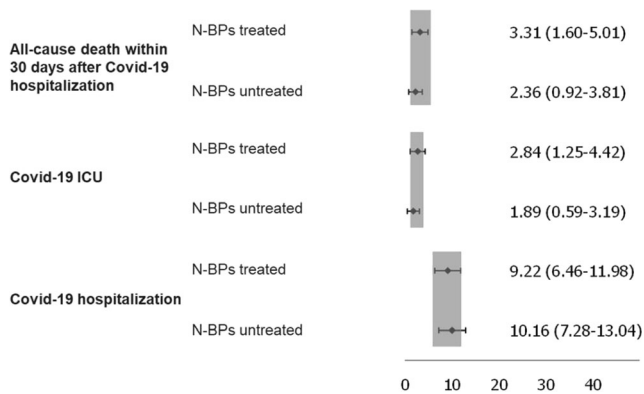 N-BPs treated 3.31 (1.60-5.01)
All-cause death within
30 days after Covid-19
hospitalization
N-BPs untreated 2.36 (0.92-3.81)
N-BPs treated 2.84 (1.25-4.42)
Covid-19 ICU
N-BPs untreated 1.89 (0.59-3.19)
N-BPs treated 9.22 (6.46-11.98)
Covid-19 hospitalization
N-BPs untreated 10.16 (7.28-13.04)
0 10 20 30 40